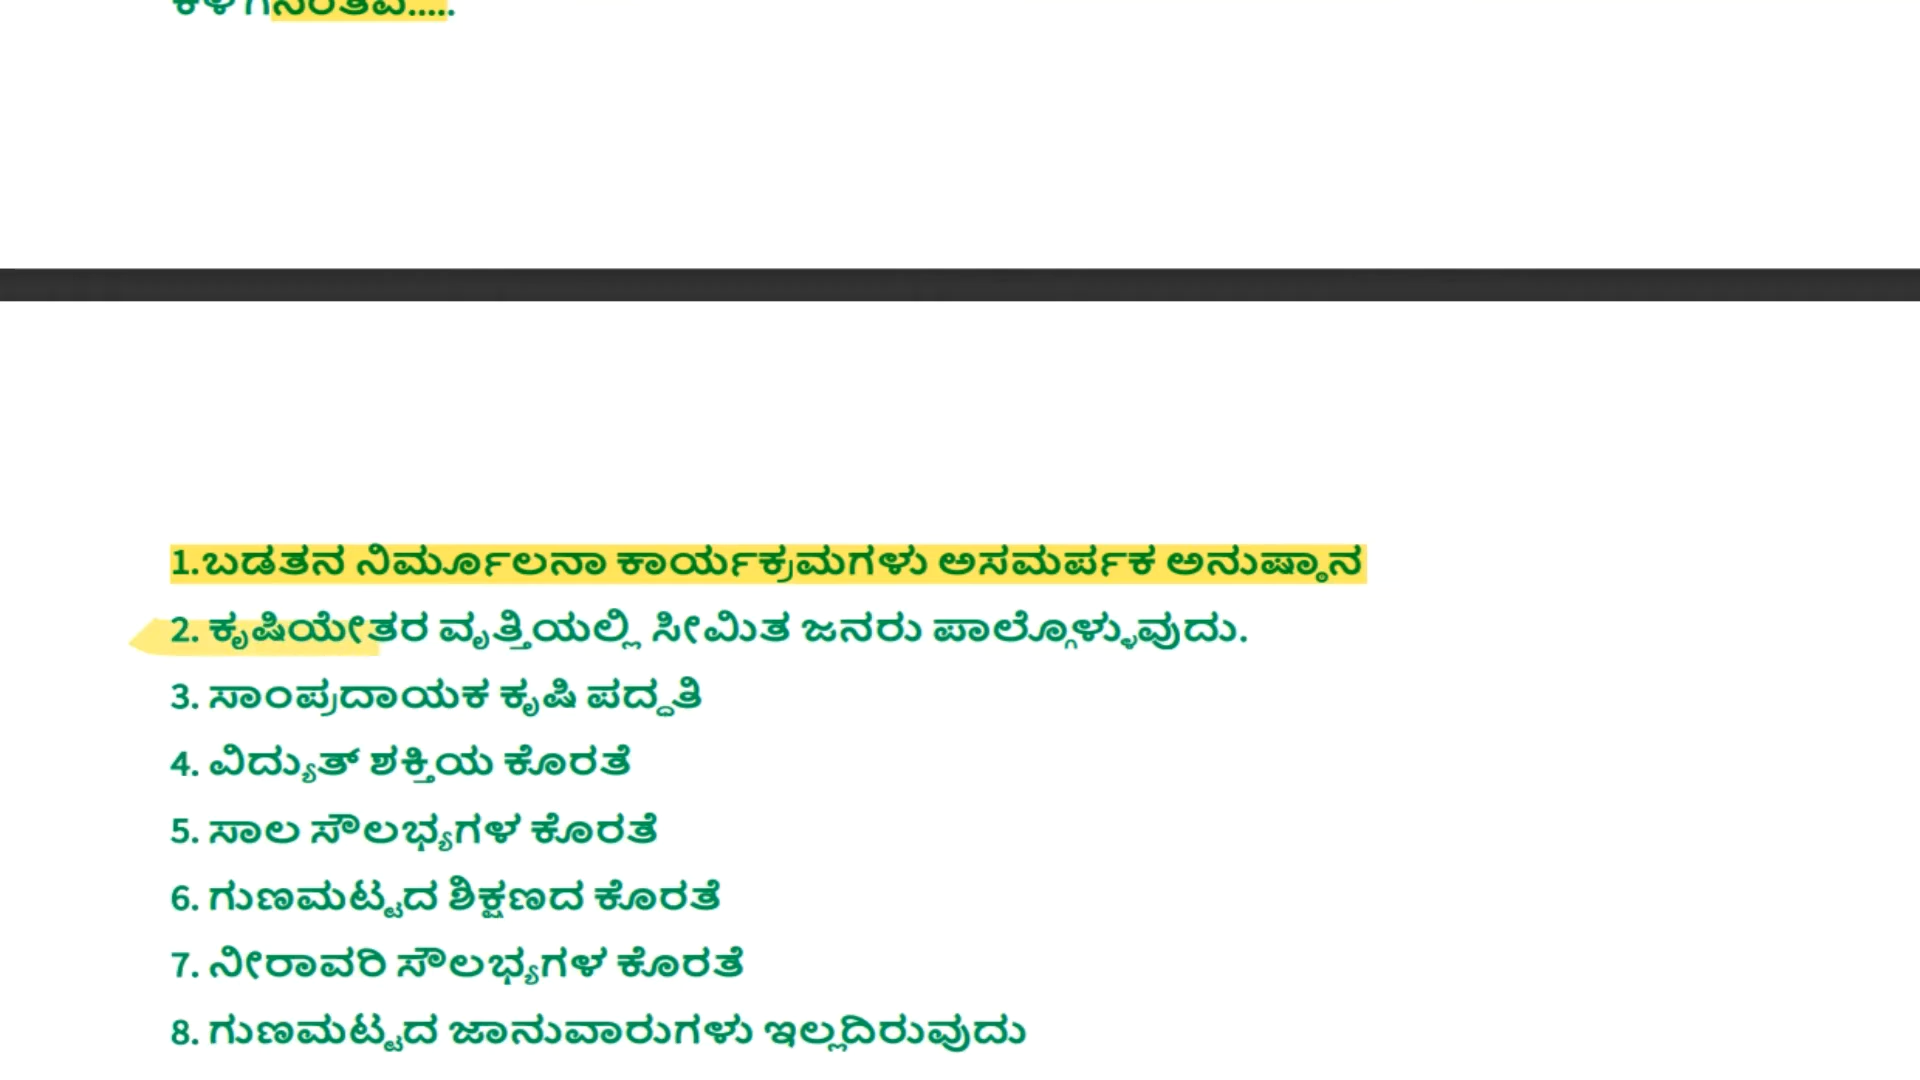 1.ಬಡತನ ನಿರ್ಮೂಲನಾ ಕಾರ್ಯಕ್ರಮಗಳು ಅಸಮರ್ಪಕ ಅನುಷ್ಠಾನ
2. ಕೃಷಿಯೇತರ ವೃತ್ತಿಯಲ್ಲಿ ಸೀಮಿತ ಜನರು ಪಾಲ್ಗೊಳ್ಳುವುದು.
3. ಸಾಂಪ್ರದಾಯಕ ಕೃಷಿ ಪದ್ದತಿ
4. ವಿದ್ಯುತ್ ಶಕ್ತಿಯ ಕೊರತೆ
5. ಸಾಲ ಸೌಲಭ್ಯಗಳ ಕೊರತೆ
6. ಗುಣಮಟ್ಟದ ಶಿಕ್ಷಣದ ಕೊರತೆ
7. ನೀರಾವರಿ ಸೌಲಭ್ಯಗಳ ಕೊರತೆ
8. ಗುಣಮಟ್ಟದ ಜಾನುವಾರುಗಳು ಇಲ್ಲದಿರುವುದು